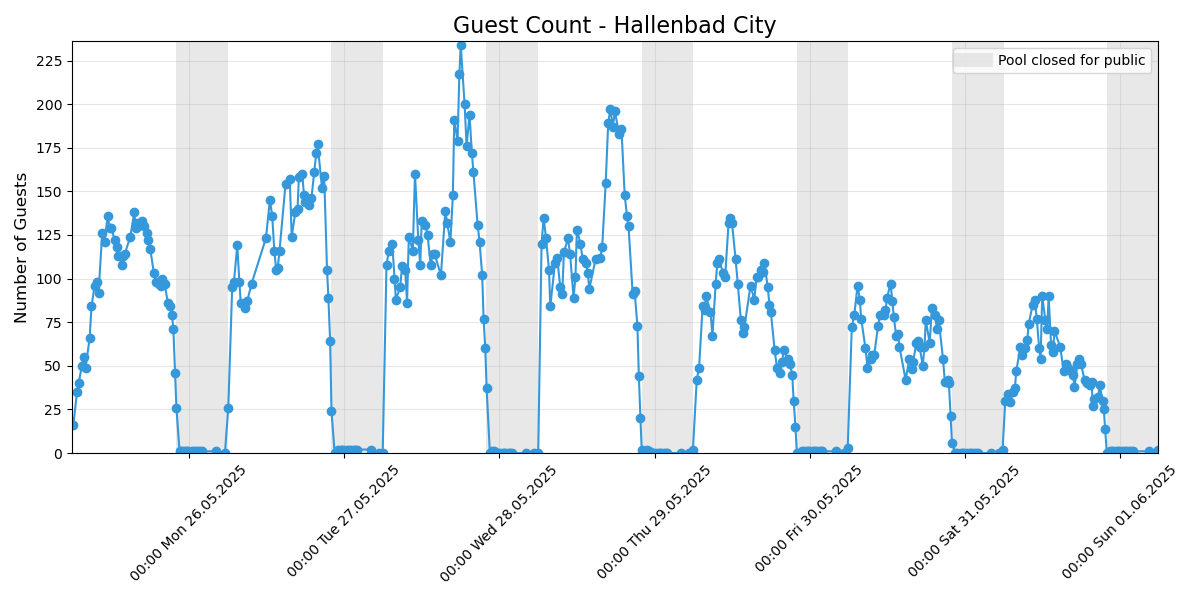 Guest Count - Hallenbad City
Number of Guests
225
200
175
150
125
100
75
50
25
0
Pool closed for public
00:00 Mon 26.05.2025
00:00 Tue 27.05.2025
00:00 Wed 28.05.2025
00:00 Thu 29.05.2025
00:00 Fri 30.05.2025
00:00 Sat 31.05.2025
00:00 Sun 01.06.2025